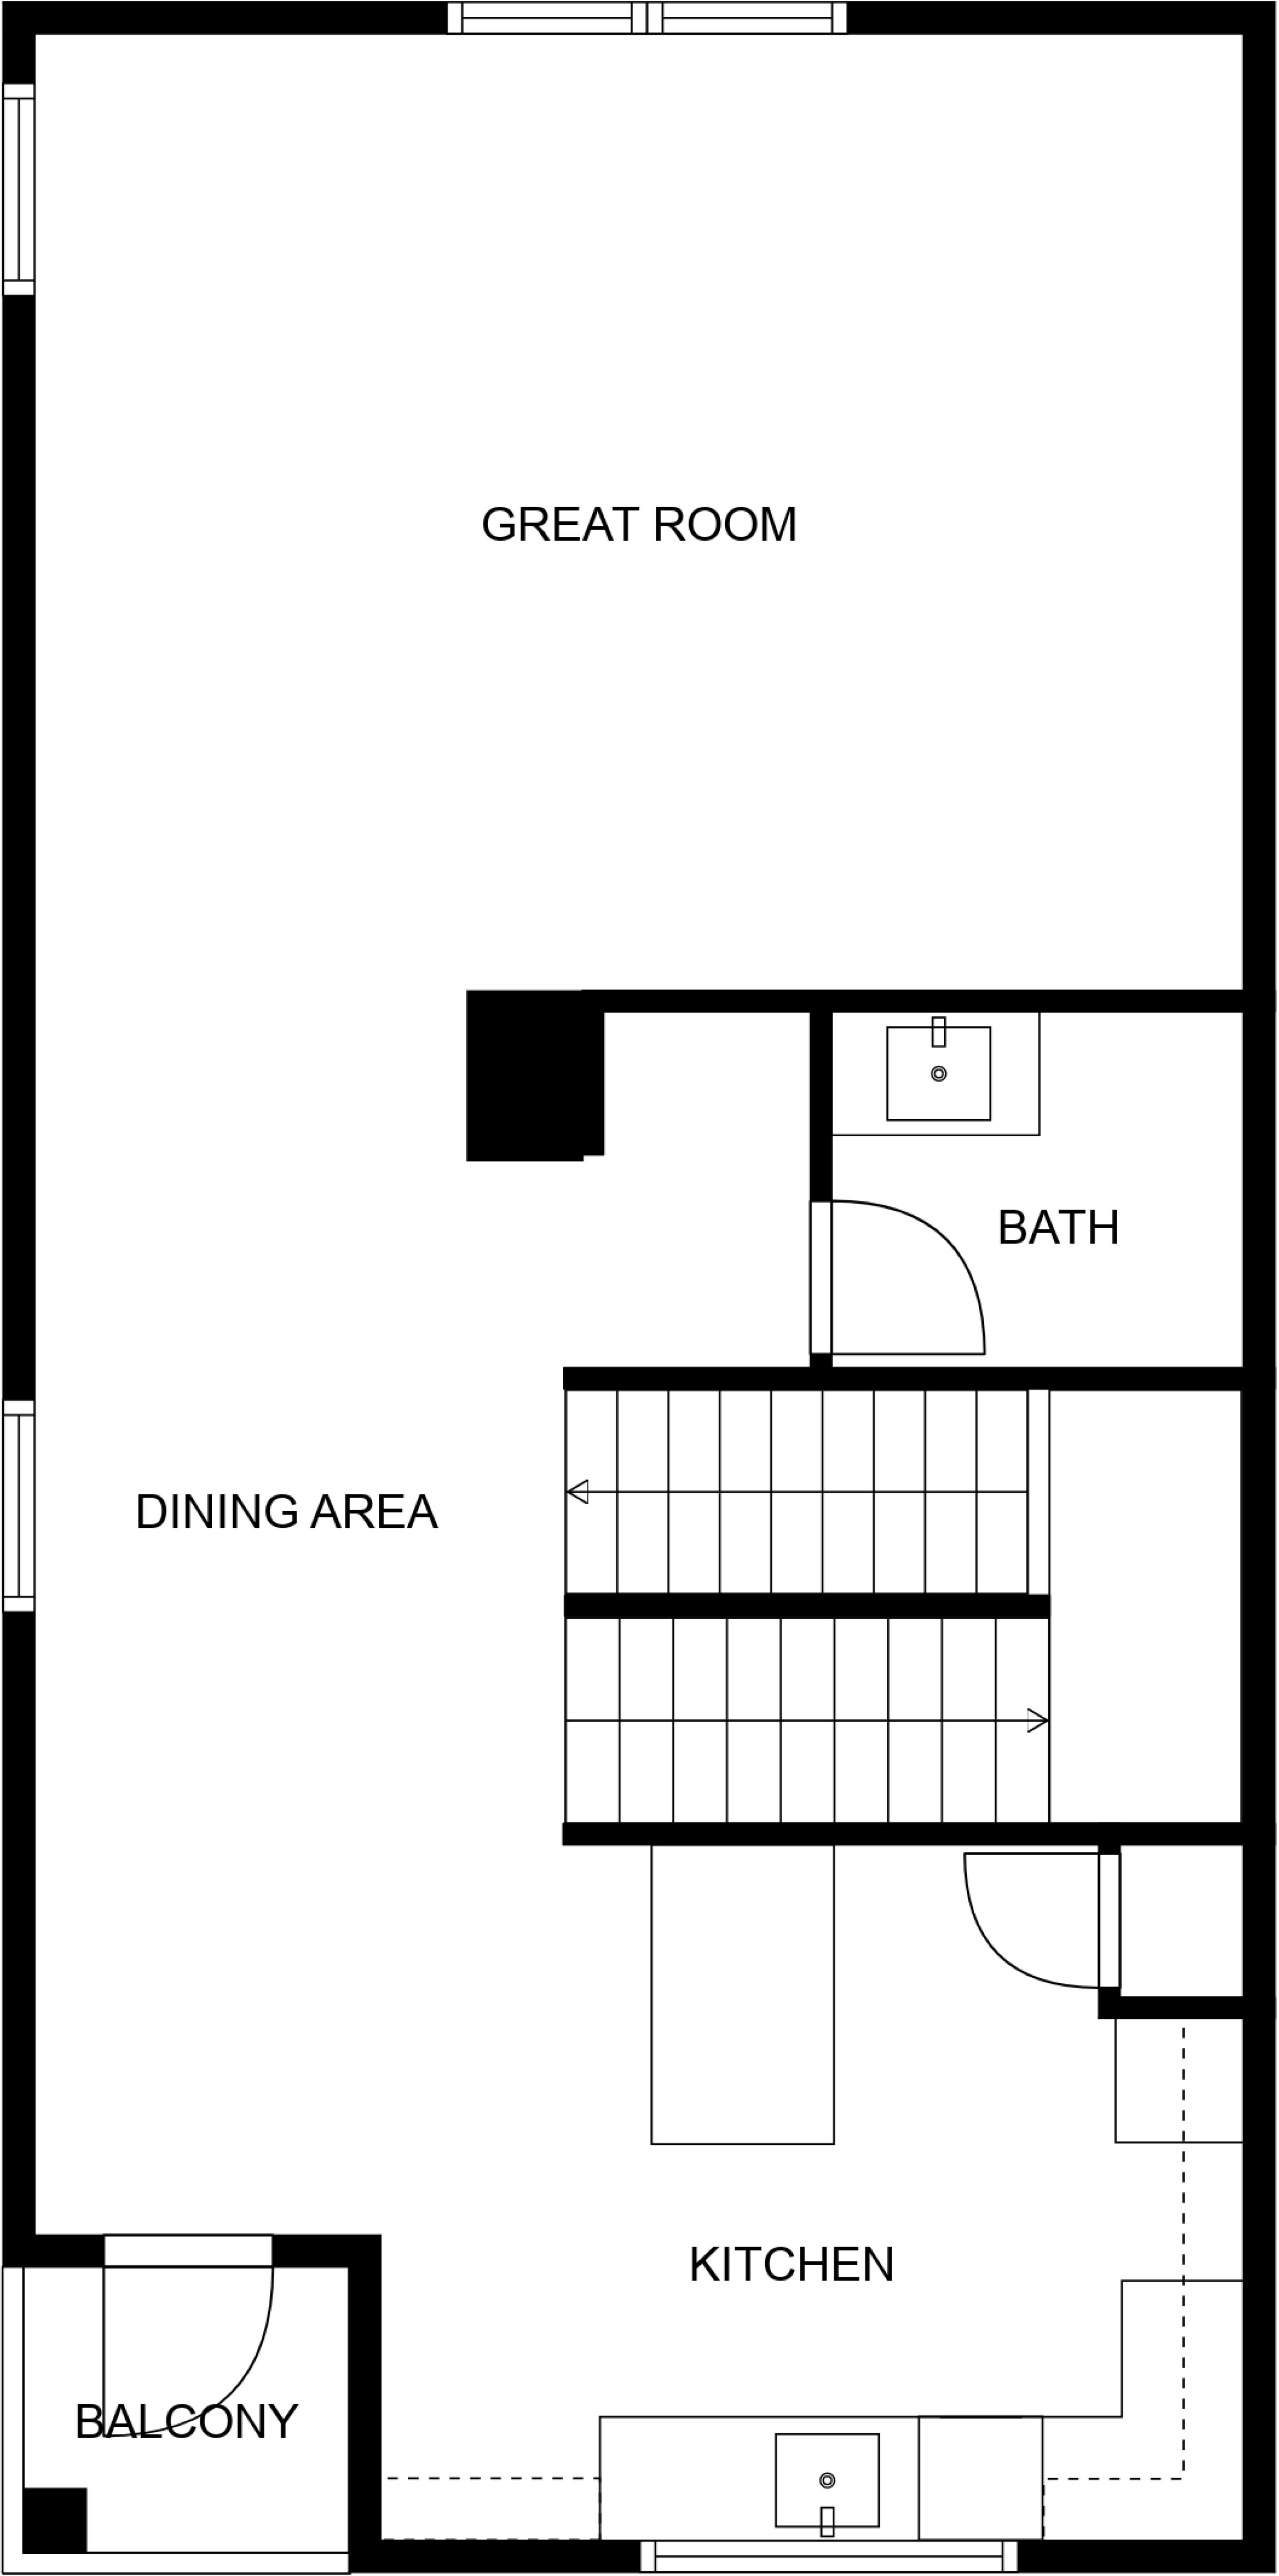 GREAT ROOM
BATH
DINING AREA
KITCHEN
BALCONY